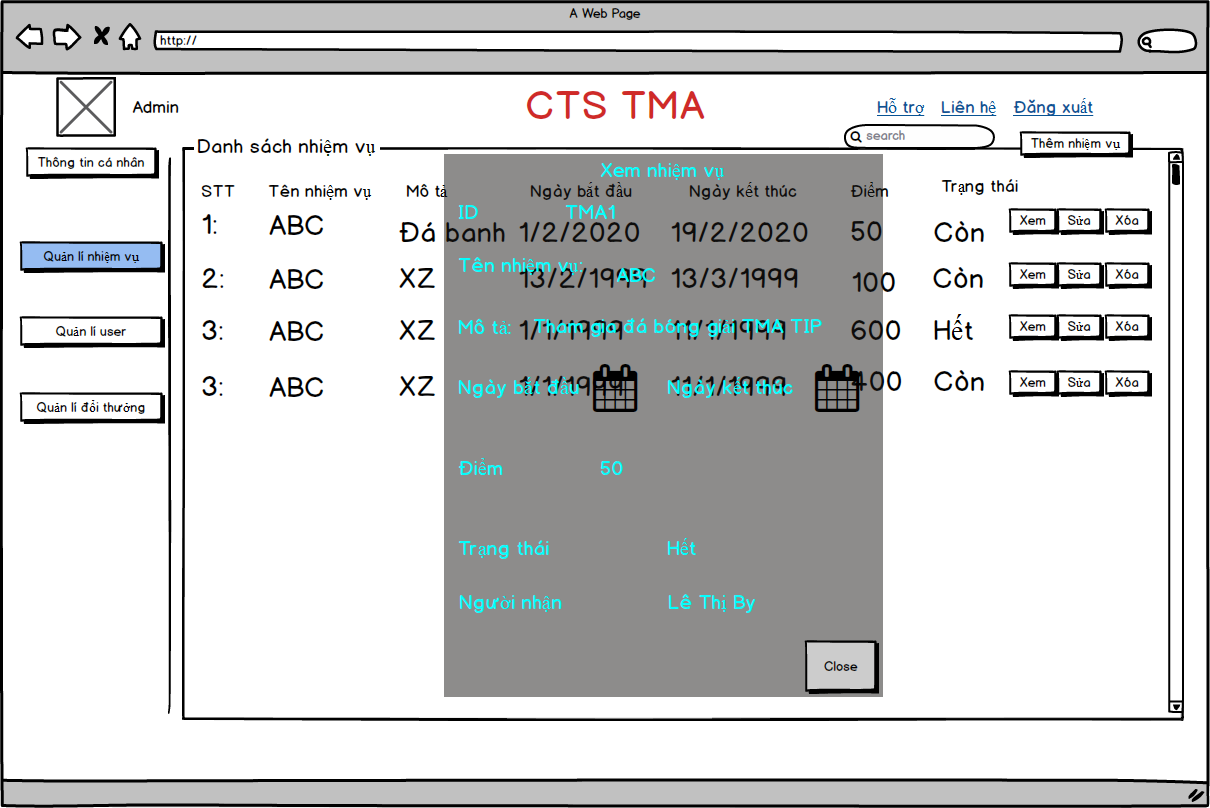 A Web Page
http://
Admin
CTS TMA
Hỗ trợ Liên hệ Đăng xuất
search
Thêm nhiệm vụ
Thông tin cá nhân
Quản lí nhiệm vụ
Quản lí user
Quản lí đổi thưởng
Danh sách nhiệm vụ
STT Tên nhiệm vụ Mô tả Ngày bắt đầu Ngày kết thúc Điểm Trạng thái
1: ABC Đá banh 1/2/2020 19/2/2020 50 Còn Xem Sửa Xóa
2: ABC XZ 13/2/1999 13/3/1999 100 Còn Xem Sửa Xóa
3: ABC XZ 1/1/1999 11/1/1999 600 Hết Xem Sửa Xóa
3: ABC XZ 1/1/1999 11/1/1999 400 Còn Xem Sửa Xóa
Xem nhiệm vụ
ID TMA1
Tên nhiệm vụ: ABC
Mô tả: Tham gia đá bóng giải TMA TIP
Ngày bắt đầu Ngày kết thúc
Điểm 50
Trạng thái Hết
Người nhận Lê Thị By
Close